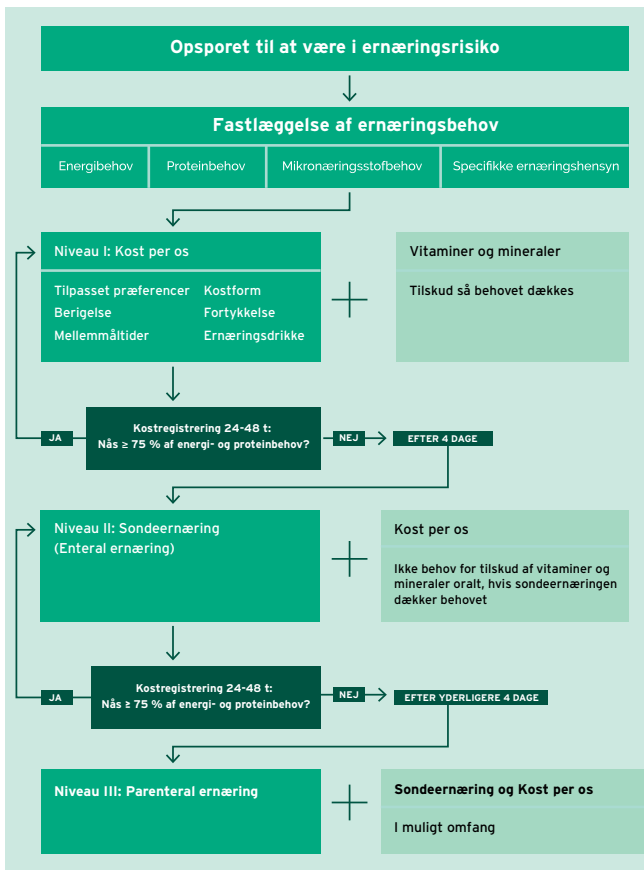 Opsporet til at være i ernæringsrisiko
Fastlæggelse af ernæringsbehov
Energibehov
Proteinbehov
Mikronæringsstofbehov
Specifikke ernæringshensyn
Niveau I: Kost per os
Tilpasset præferencer
Kostform
Berigelse
Fortykkelse
Mellemmåltider
Ernæringsdrikke
Vitaminer og mineraler
Tilskud så behovet dækkes
JA
Kostregistrering 24-48 t:
Nås ≥ 75 % af energi- og proteinbehov?
NEJ
EFTER 4 DAGE
Niveau II: Sondeernæring
(Enteral ernæring)
Kost per os
Ikke behov for tilskud af vitaminer og
mineraler oralt, hvis sondeernæringen
dækker behovet
JA
Kostregistrering 24-48 t:
Nås ≥ 75 % af energi- og proteinbehov?
NEJ
EFTER YDERLIGERE 4 DAGE
Niveau III: Parenteral ernæring
Sondeernæring og Kost per os
I muligt omfang